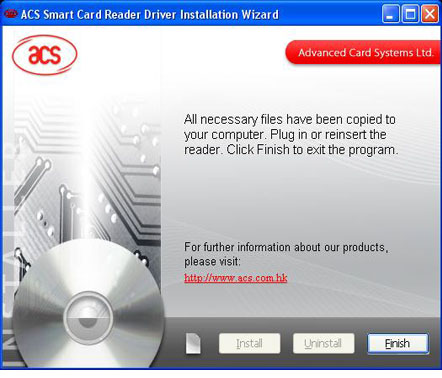 ACS Smart Card Reader Driver Installation Wizard
acs
Advanced Card Systems Ltd.
All necessary files have been copied to
your computer. Plug in or reinsert the
reader. Click Finish to exit the program.
For further information about our products,
please visit:
http://www.acs.com.hk
INSTALLER
Install
Uninstall
Finish